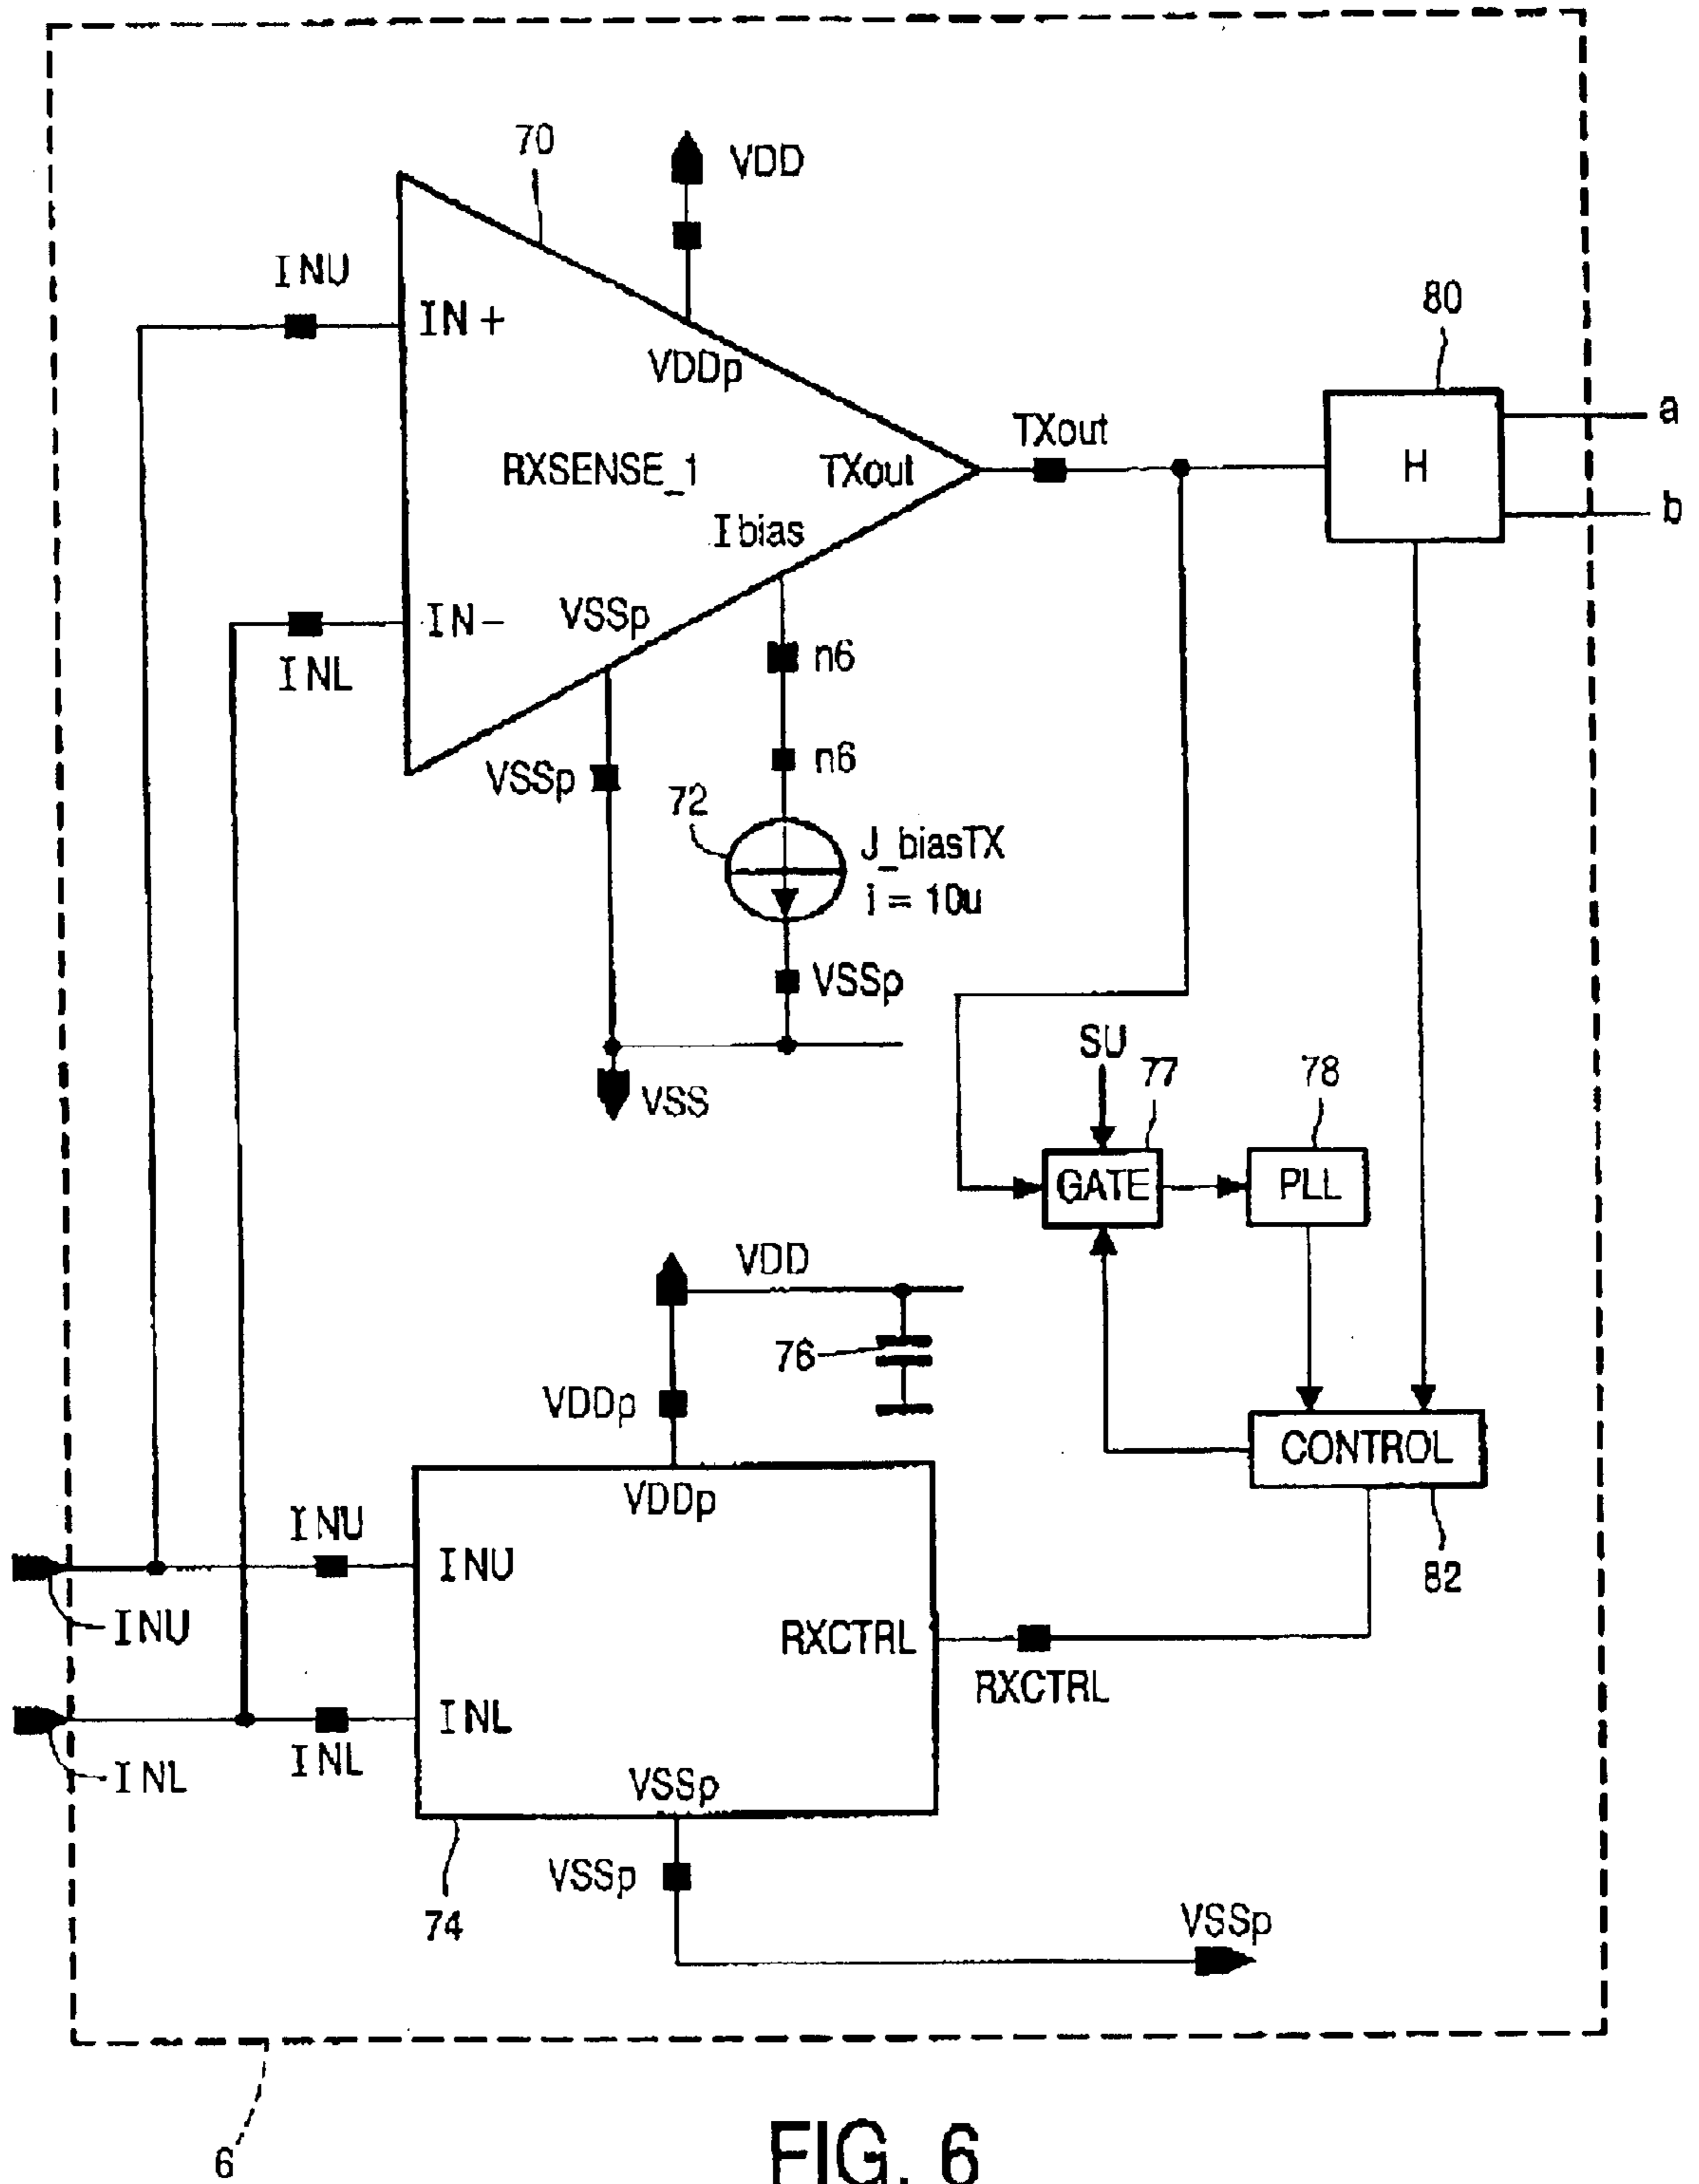 70
VDD
INU
IN+
VDDp
80
a
TXout
RXSENSE_1
TXout
H
b
Ibias
VSSp
IN-
INL
n6
n6
VSSp
72
J_biasTX
i = 10u
VSSp
VSS
SU
77
78
GATE
PLL
VDD
76
VDDp
CONTROL
VDDp
82
INU
INU
INU
RXCTRL
RXCTRL
INL
INL
INL
VSSp
VSSp
74
VSSp
6
FIG. 6